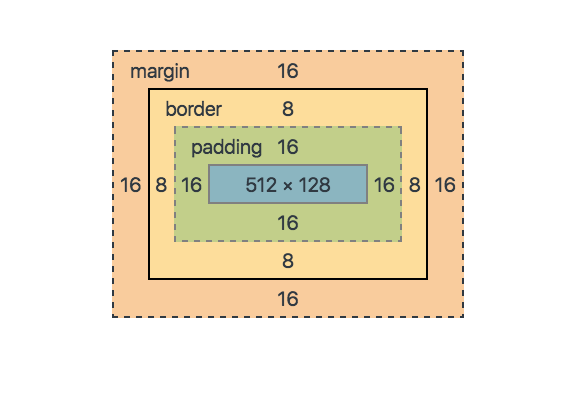 margin 16
border 8
padding 16
16 8 16 512 × 128 16 8 16
16
8
16